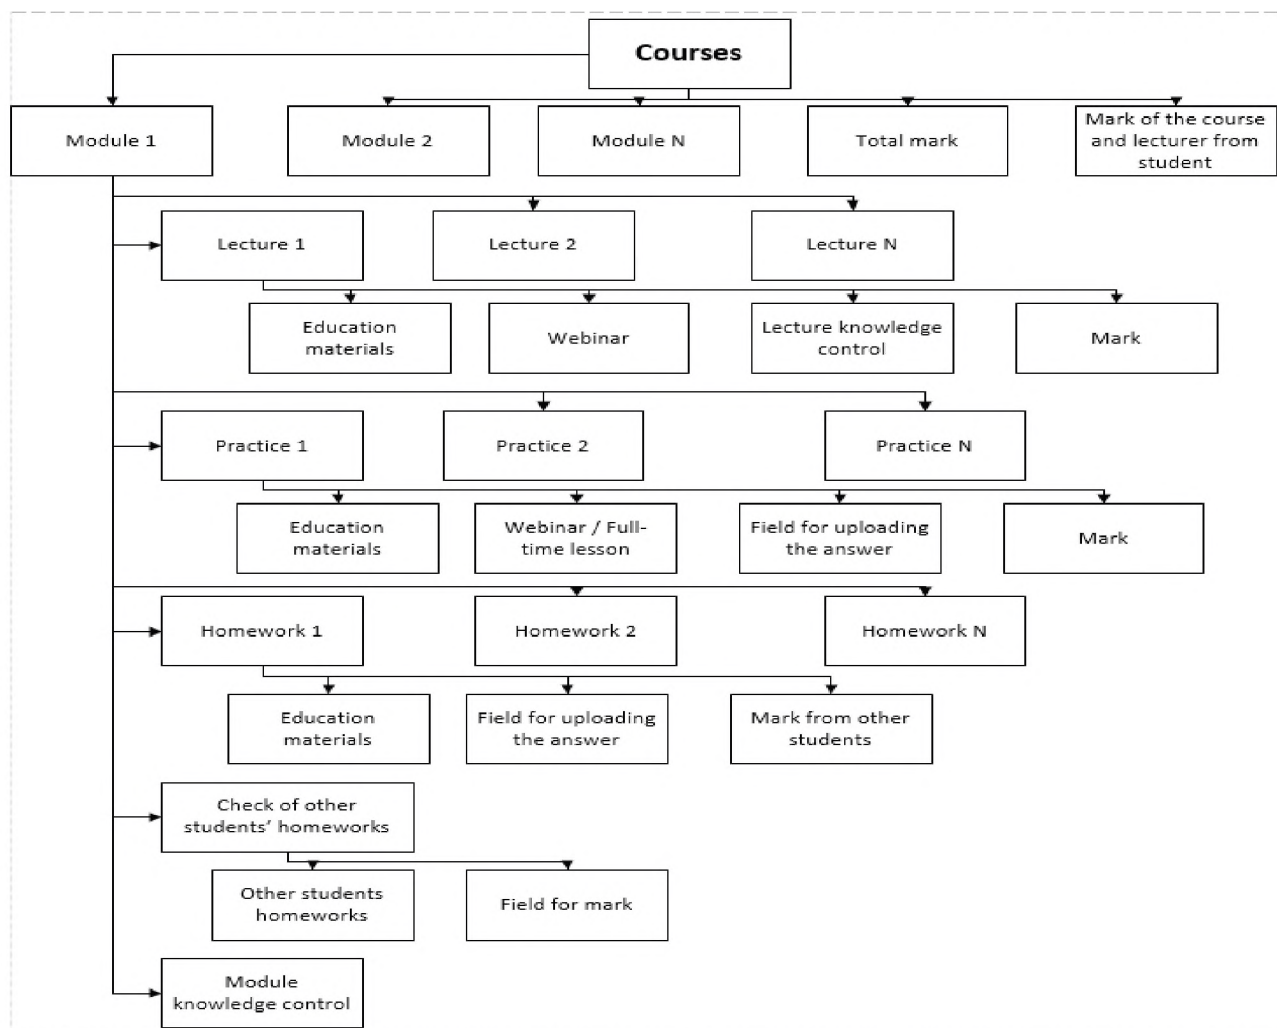 Courses
Module 1
Module 2
Module N
Total mark
Mark of the course
and lecturer from
student
Lecture 1
Lecture 2
Lecture N
Education
materials
Webinar
Lecture knowledge
control
Mark
Practice 1
Practice 2
Practice N
Education
materials
Webinar / Full-
time lesson
Field for uploading
the answer
Mark
Homework 1
Homework 2
Homework N
Education
materials
Field for uploading
the answer
Mark from other
students
Check of other
students’ homeworks
Other students
homeworks
Field for mark
Module
knowledge control